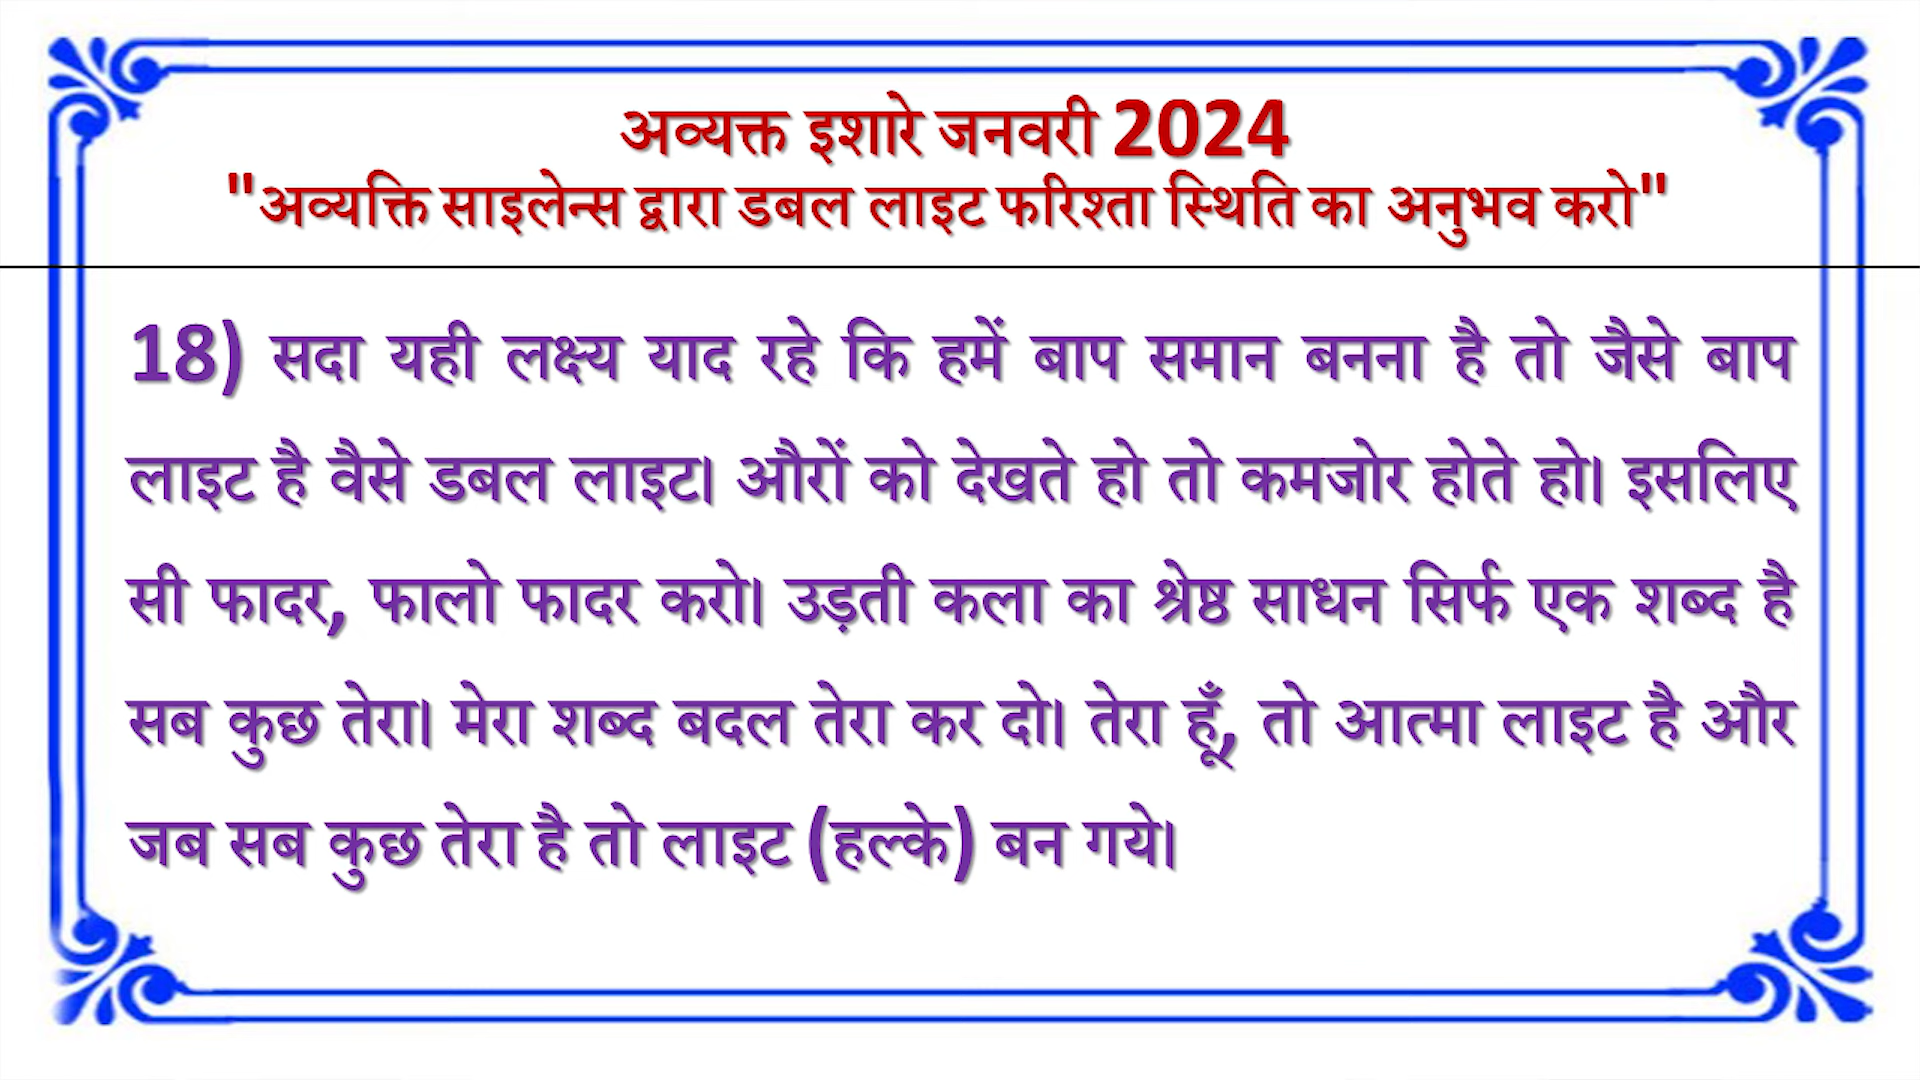 अव्यक्त इशारे जनवरी 2024
"अव्यक्ति साइलेन्स द्वारा डबल लाइट फरिश्ता स्थिति का अनुभव करो"
18) सदा यही लक्ष्य याद रहे कि हमें बाप समान बनना है तो जैसे बाप
लाइट है वैसे डबल लाइट। औरों को देखते हो तो कमजोर होते हो। इसलिए
सी फादर, फालो फादर करो। उड़ती कला का श्रेष्ठ साधन सिर्फ एक शब्द है
सब कुछ तेरा। मेरा शब्द बदल तेरा कर दो। तेरा हूँ, तो आत्मा लाइट है और
जब सब कुछ तेरा है तो लाइट (हल्के) बन गये।